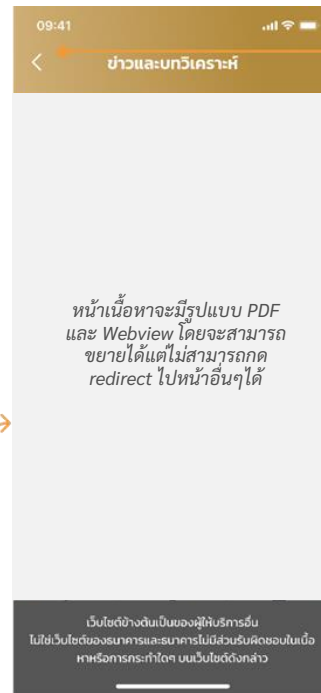 09:41
ข่าวและบทวิเคราะห์
หน้าเนื้อหาจะมีรูปแบบ PDF
และ Webview โดยจะสามารถ
ขยายได้แต่ไม่สามารถกด
redirect ไปหน้าอื่นๆได้
เว็บไซต์ข้างต้นเป็นของผู้ให้บริการอื่น
ไม่ใช่เว็บไซต์ของธนาคารและธนาคารไม่มีส่วนรับผิดชอบในเนื้อ
หาหรือการกระทำใดๆ บนเว็บไซต์ดังกล่าว